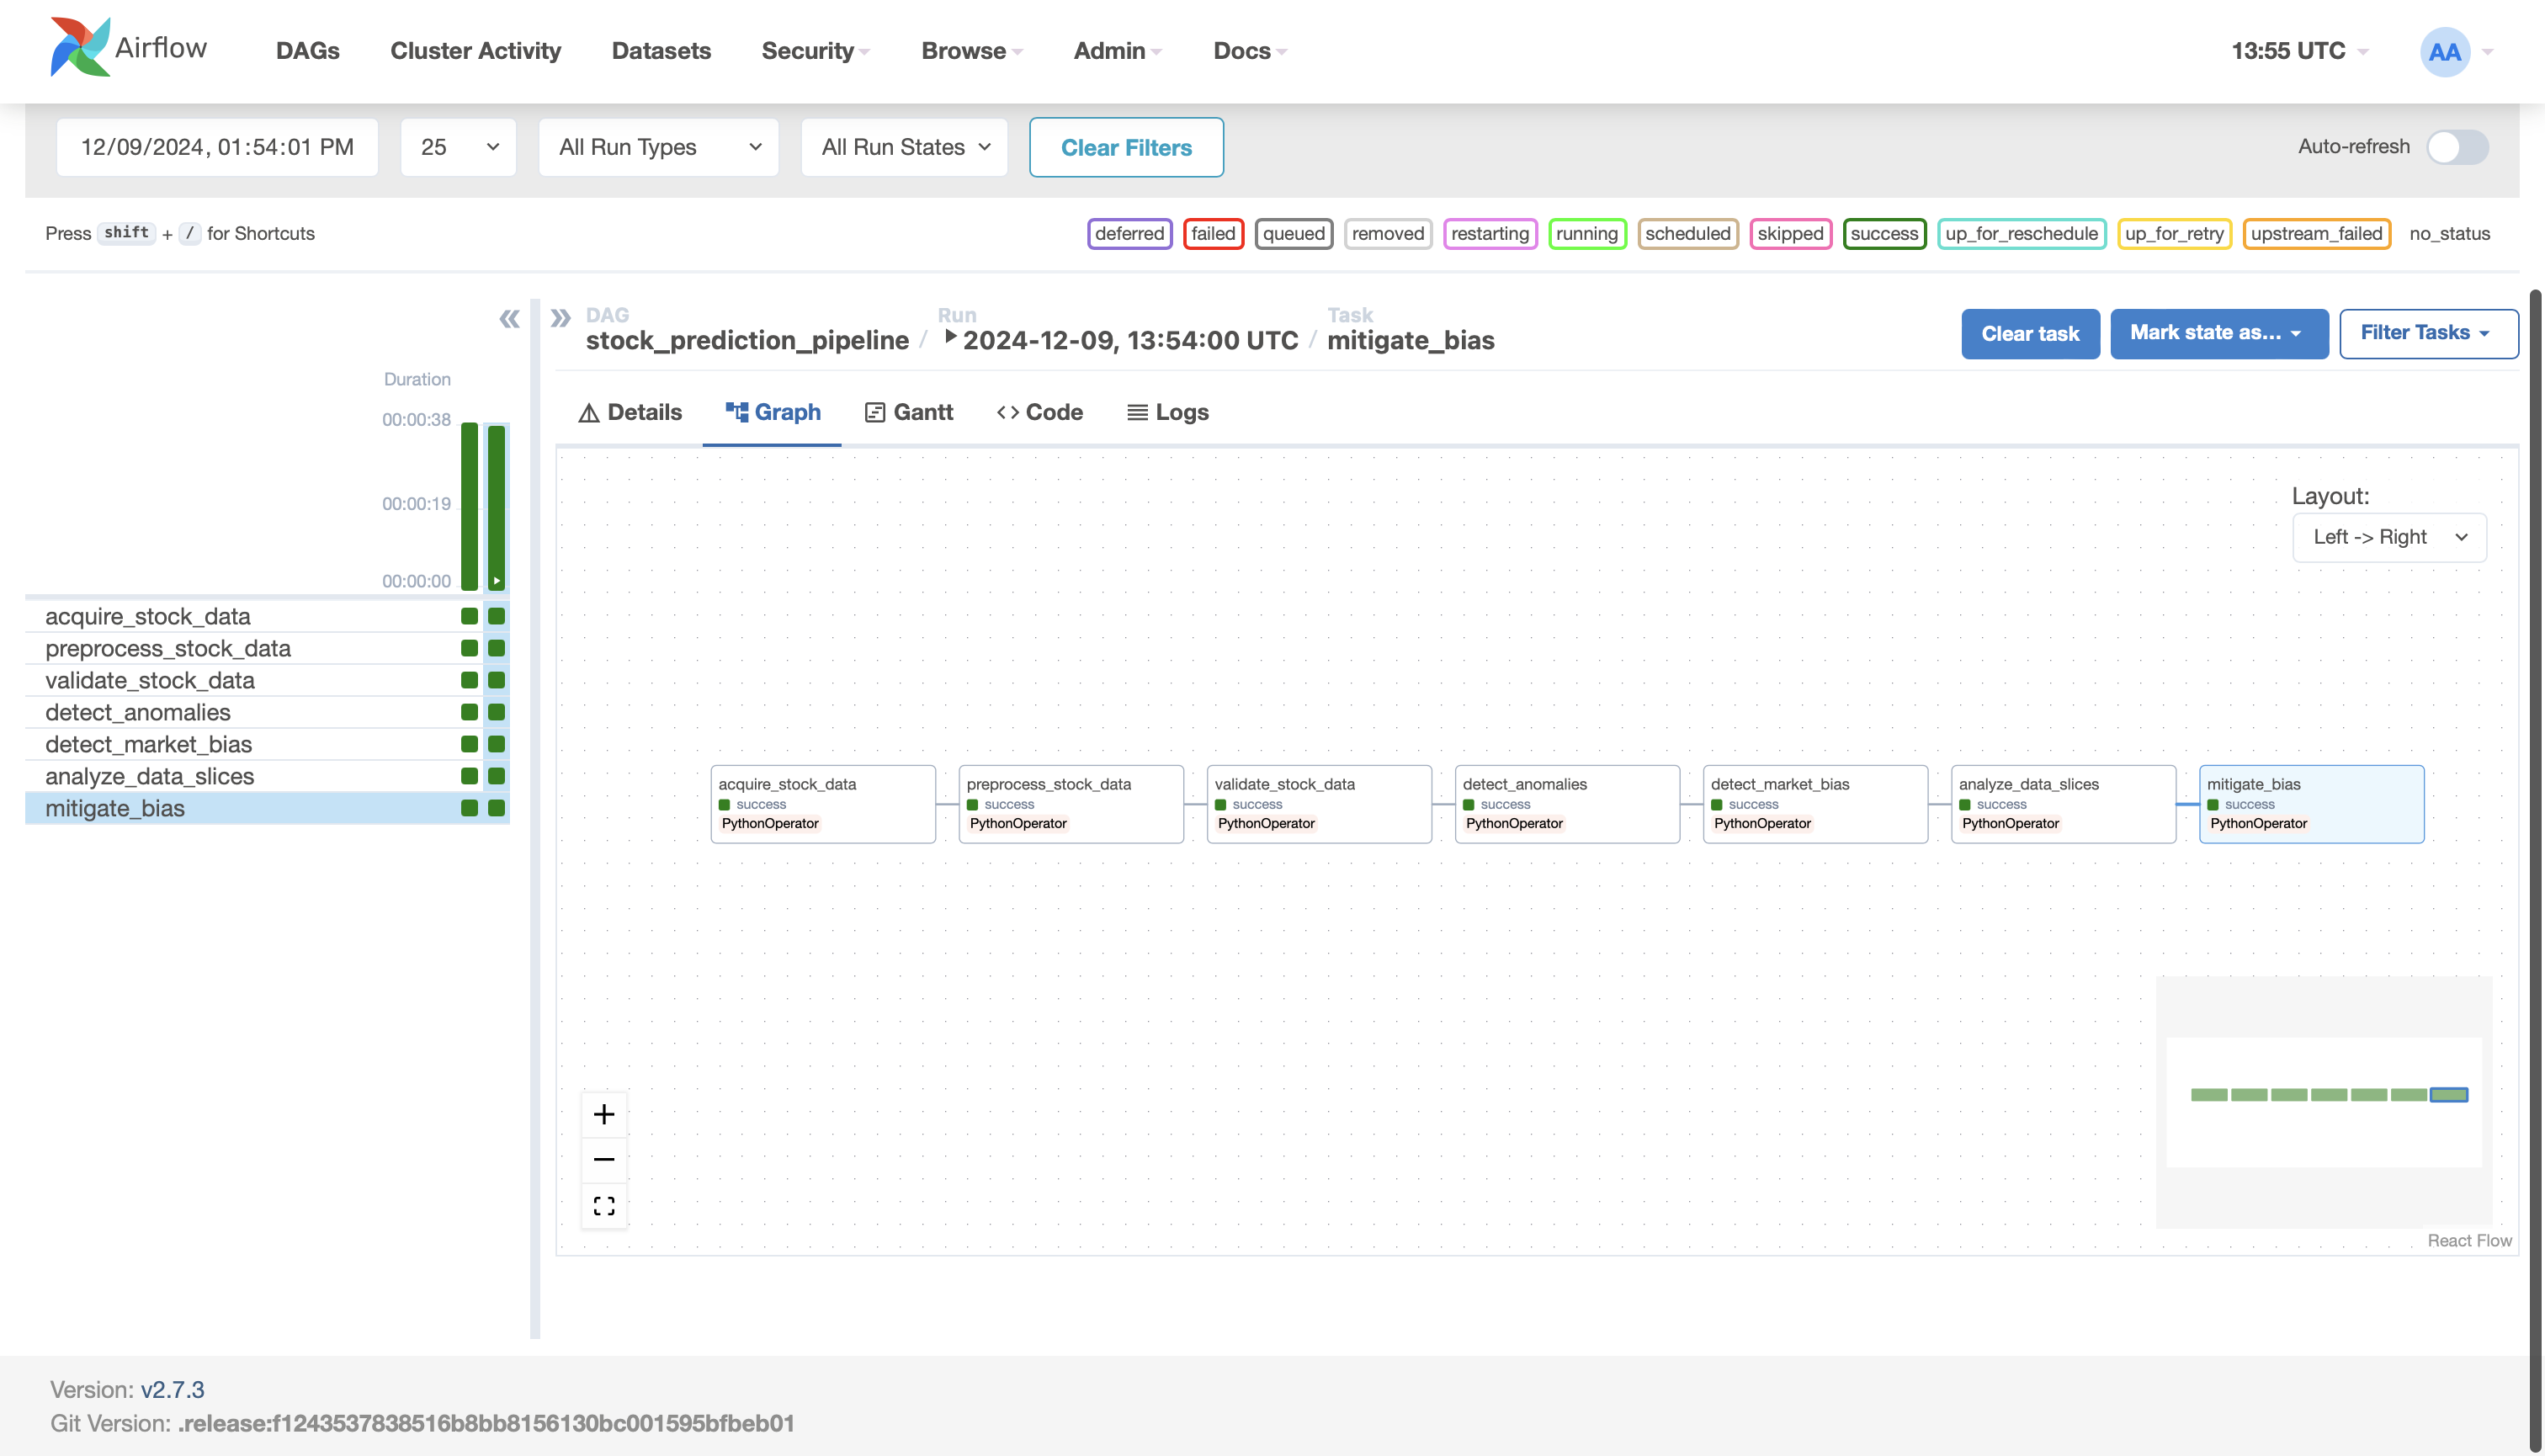 Airflow
DAGs
Cluster Activity
Datasets
Security
Browse
Admin
Docs
13:55 UTC
AA
12/09/2024, 01:54:01 PM
25
All Run Types
All Run States
Clear Filters
Auto-refresh
Press shift + / for Shortcuts
deferred
failed
queued
removed
restarting
running
scheduled
skipped
success
up_for_reschedule
up_for_retry
upstream_failed
no_status
DAG
stock_prediction_pipeline
/
Run
2024-12-09, 13:54:00 UTC
/
Task
mitigate_bias
Clear task
Mark state as...
Filter Tasks
Duration
00:00:38
00:00:19
00:00:00
acquire_stock_data
preprocess_stock_data
validate_stock_data
detect_anomalies
detect_market_bias
analyze_data_slices
mitigate_bias
Details
Graph
Gantt
Code
Logs
Layout:
Left -> Right
acquire_stock_data
success
PythonOperator
preprocess_stock_data
success
PythonOperator
validate_stock_data
success
PythonOperator
detect_anomalies
success
PythonOperator
detect_market_bias
success
PythonOperator
analyze_data_slices
success
PythonOperator
mitigate_bias
success
PythonOperator
React Flow
Version: v2.7.3
Git Version: .release:f1243537838516b8bb8156130bc001595bfbeb01